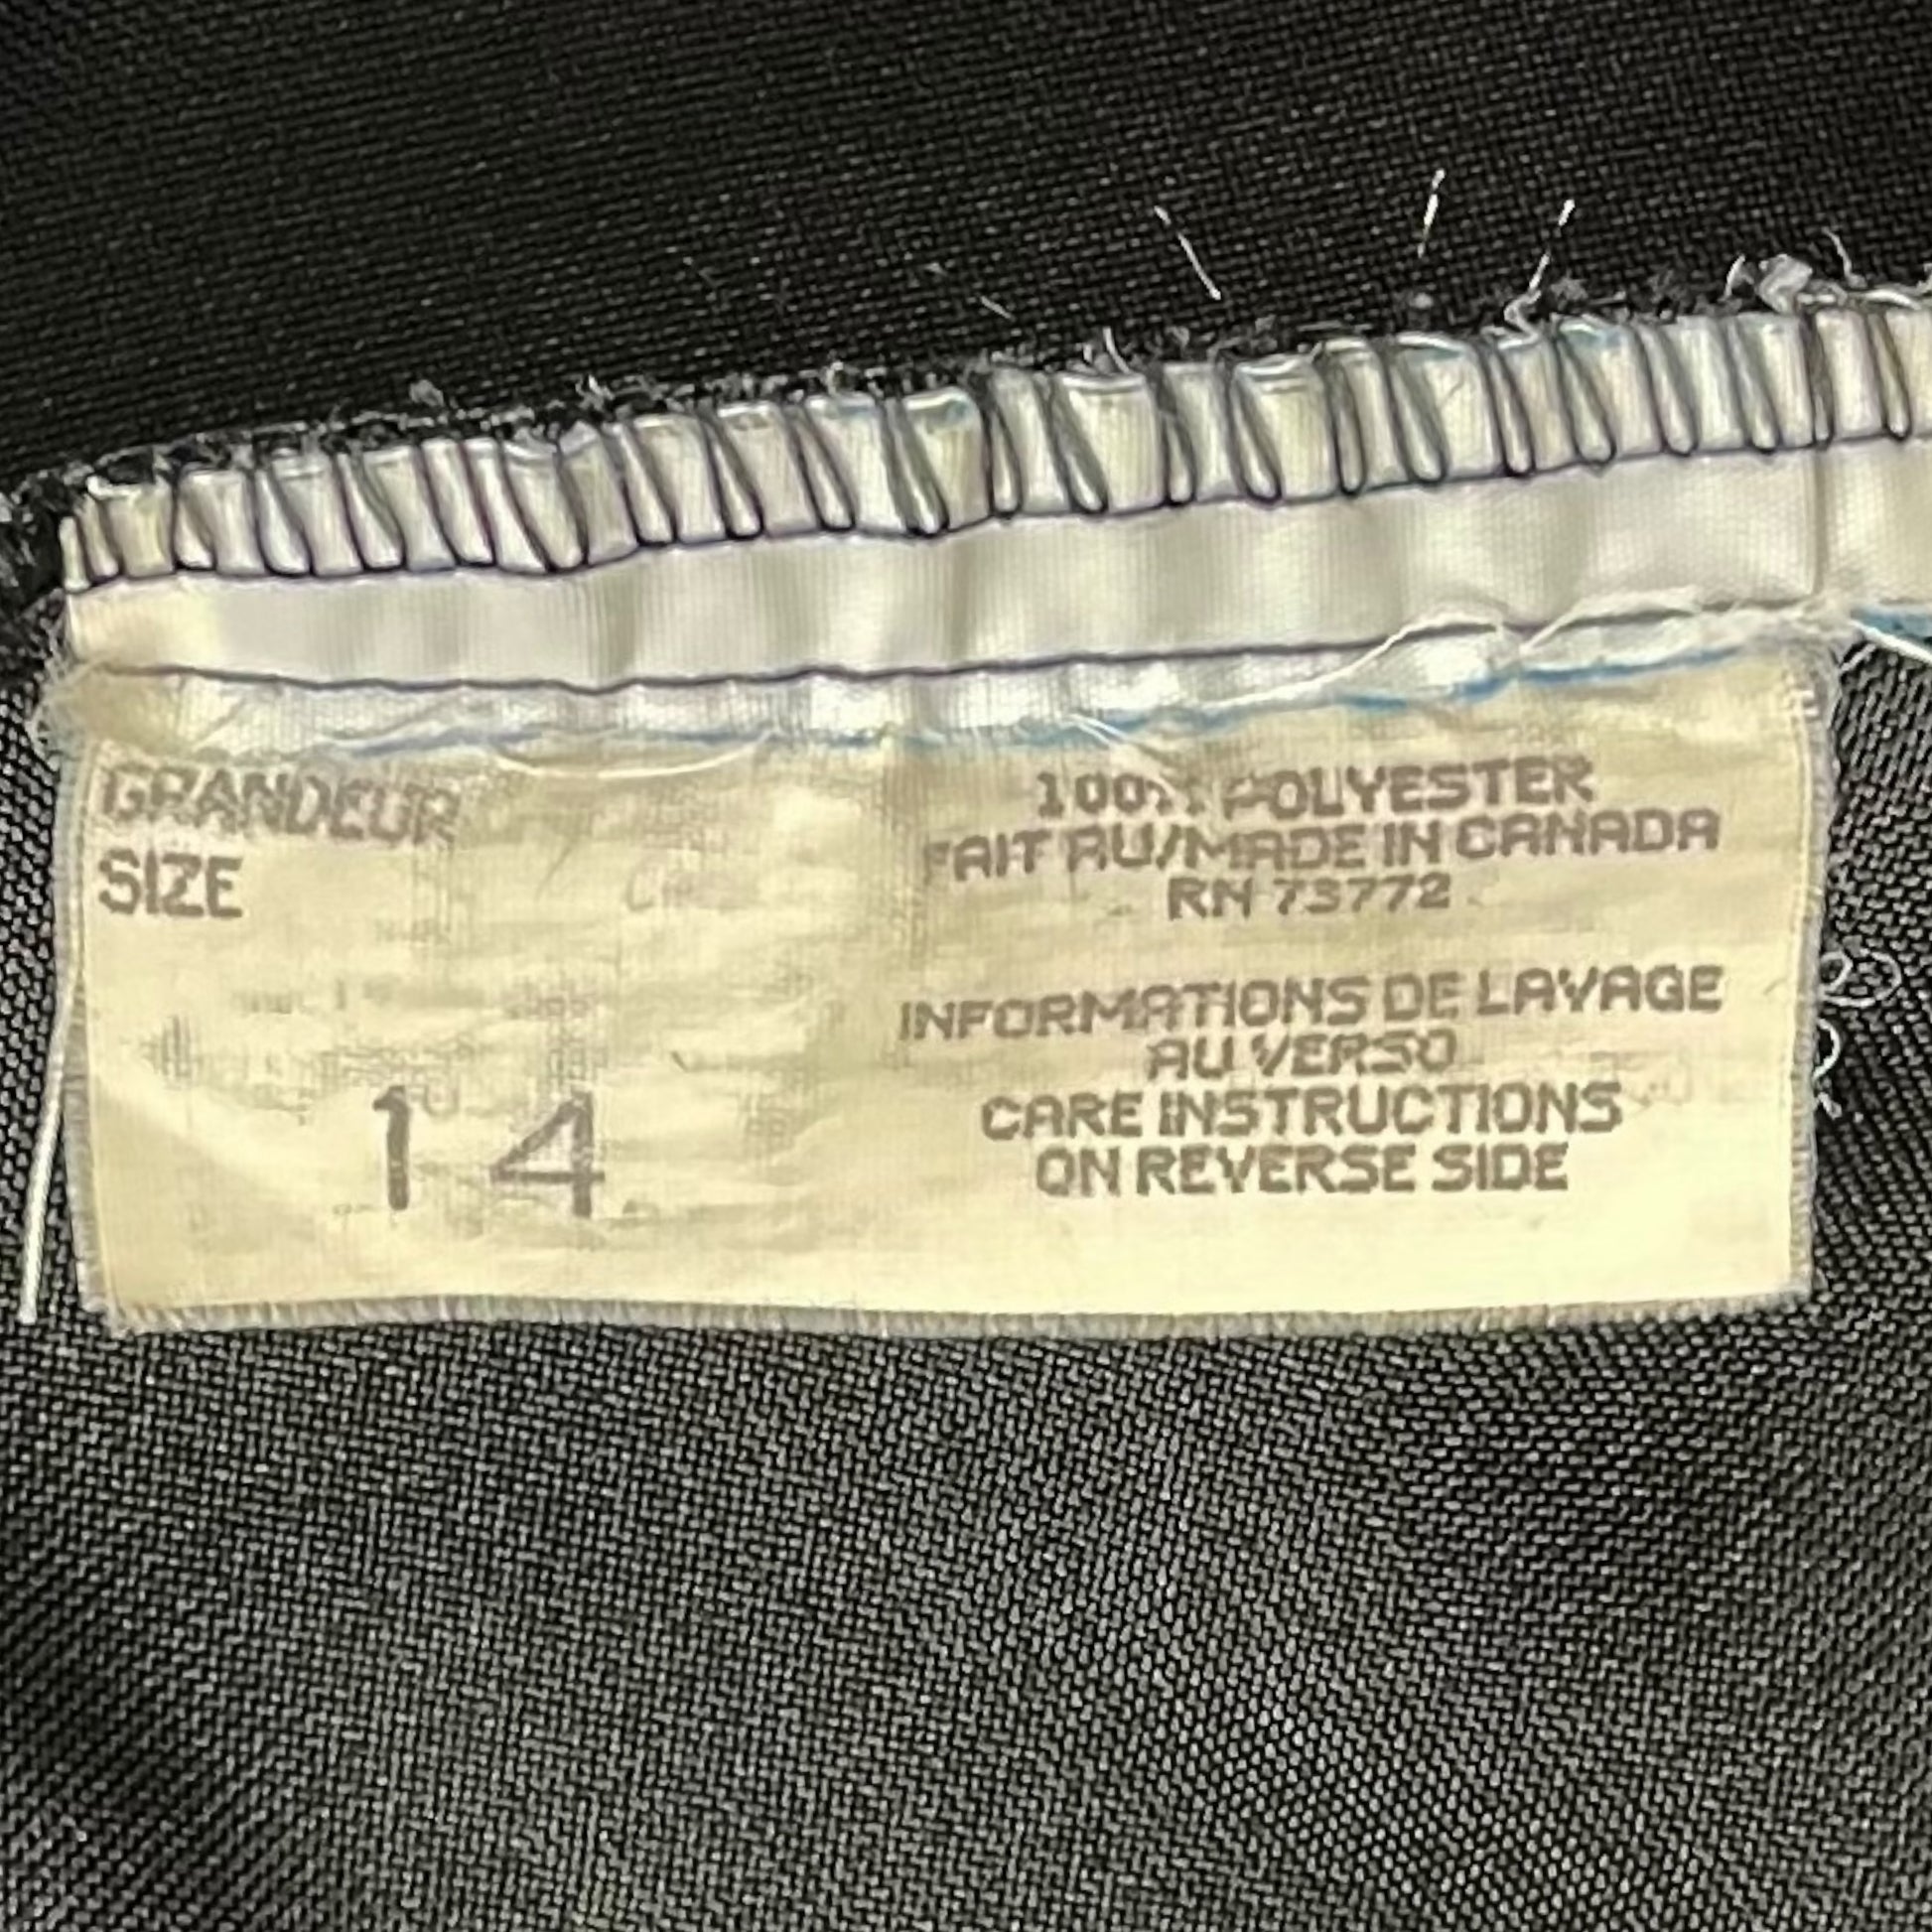 GRANDEUR
SIZE
14
100% POLYESTER
FAIT AU/MADE IN CANADA
RN 73772
INFORMATIONS DE LAVAGE
AU VERSO
CARE INSTRUCTIONS
ON REVERSE SIDE